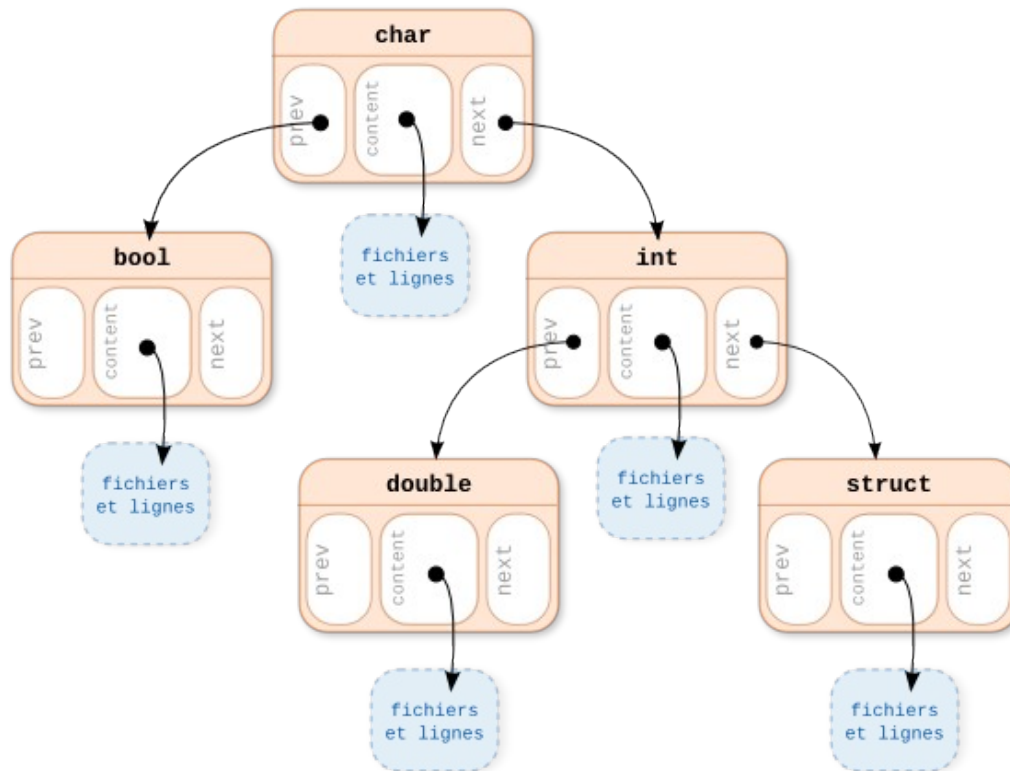 char
prev
content
next
fichiers
et lignes
bool
prev
content
next
fichiers
et lignes
int
prev
content
next
fichiers
et lignes
double
prev
content
next
fichiers
et lignes
struct
prev
content
next
fichiers
et lignes